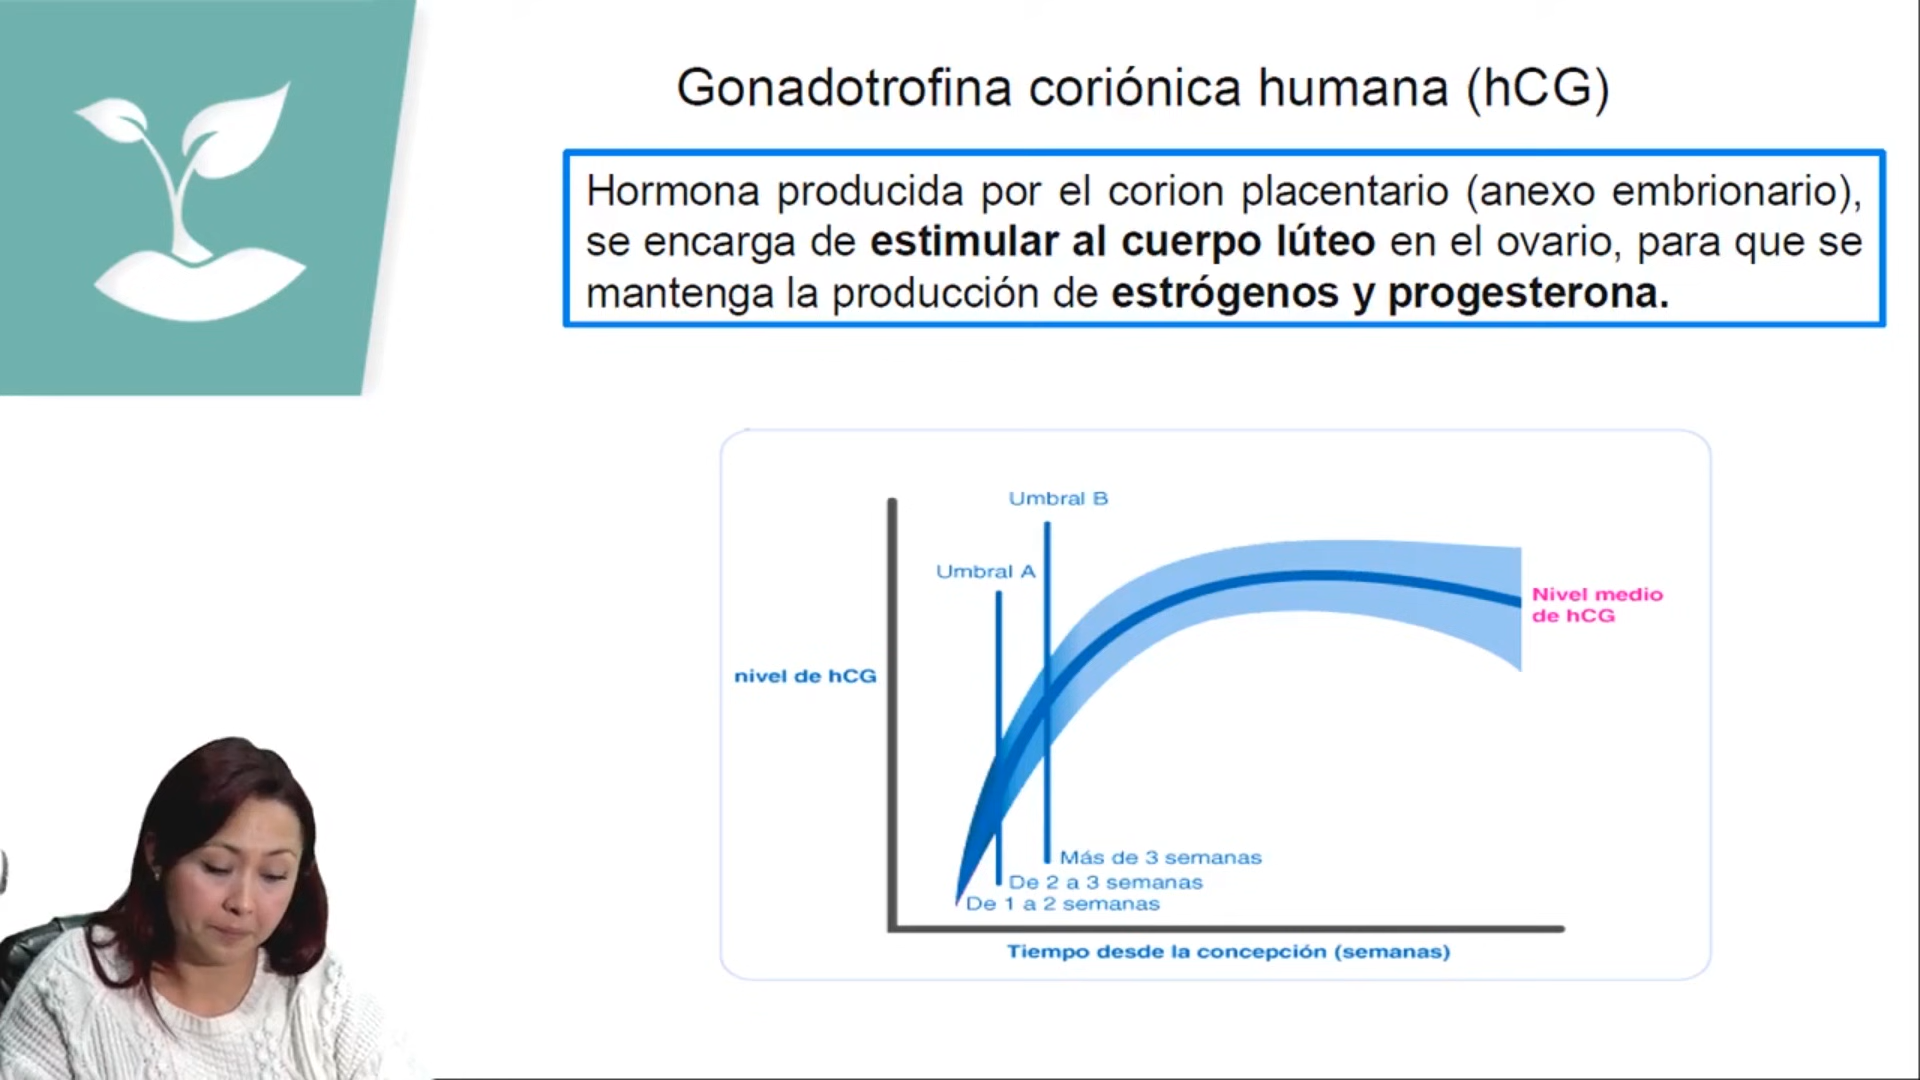 Gonadotrofina coriónica humana (hCG)
Hormona producida por el corion placentario (anexo embrionario),
se encarga de estimular al cuerpo lúteo en el ovario, para que se
mantenga la producción de estrógenos y progesterona.
Umbral B
Umbral A
Nivel medio
de hCG
nivel de hCG
Más de 3 semanas
De 2 a 3 semanas
De 1 a 2 semanas
Tiempo desde la concepción (semanas)